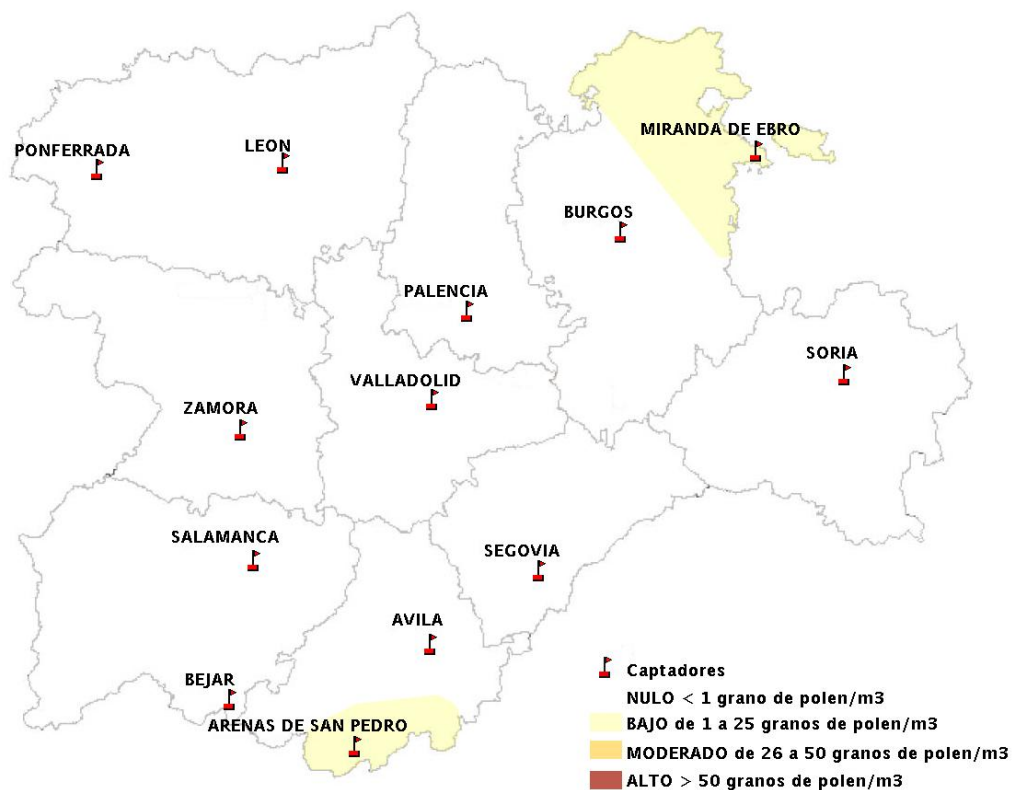 MIRANDA DE EBRO
PONFERRADA
LEON
BURGOS
PALENCIA
SORIA
VALLADOLID
ZAMORA
SALAMANCA
SEGOVIA
AVILA
BEJAR
ARENAS DE SAN PEDRO
Captadores
NULO < 1 grano de polen/m3
BAJO de 1 a 25 granos de polen/m3
MODERADO de 26 a 50 granos de polen/m3
ALTO > 50 granos de polen/m3